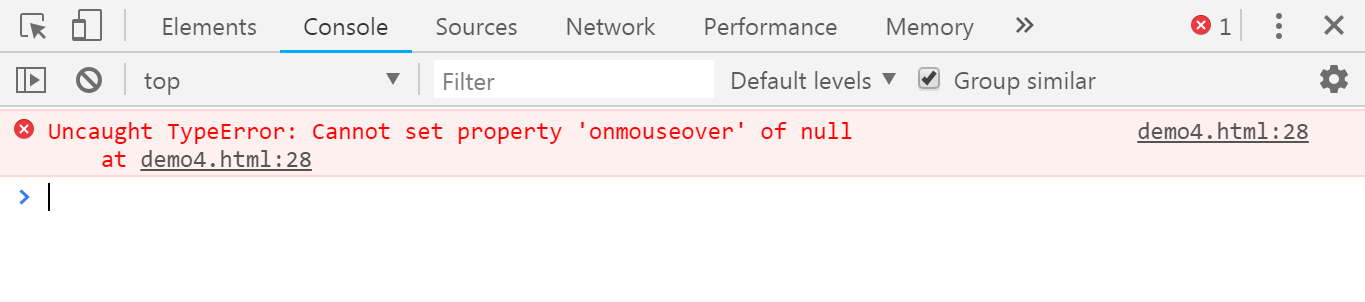 Elements Console Sources Network Performance Memory » 1
top Filter Default levels Group similar
Uncaught TypeError: Cannot set property 'onmouseover' of null demo4.html:28
at demo4.html:28